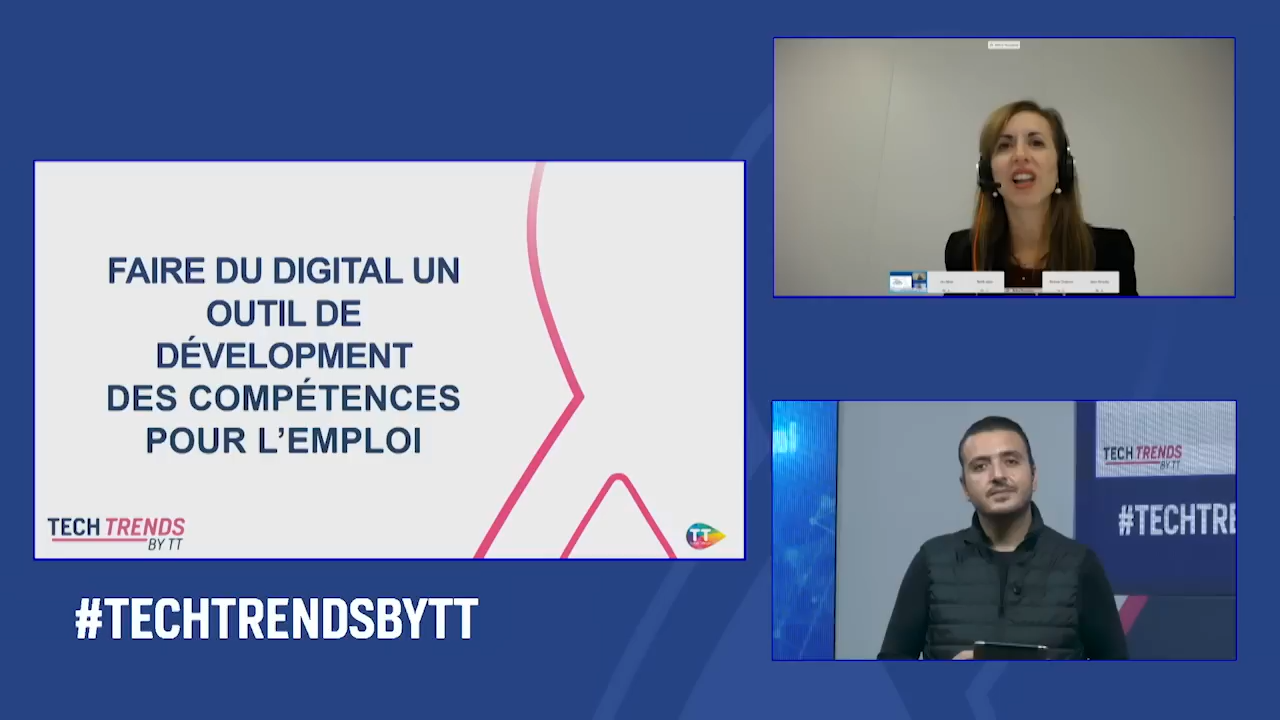 FAIRE DU DIGITAL UN
OUTIL DE
DÉVELOPMENT
DES COMPÉTENCES
POUR L'EMPLOI
TECH TRENDS
BY TT
TT
#TECHTRENDSBYTT
TECH TRENDS
BY TT
#TECHTRE